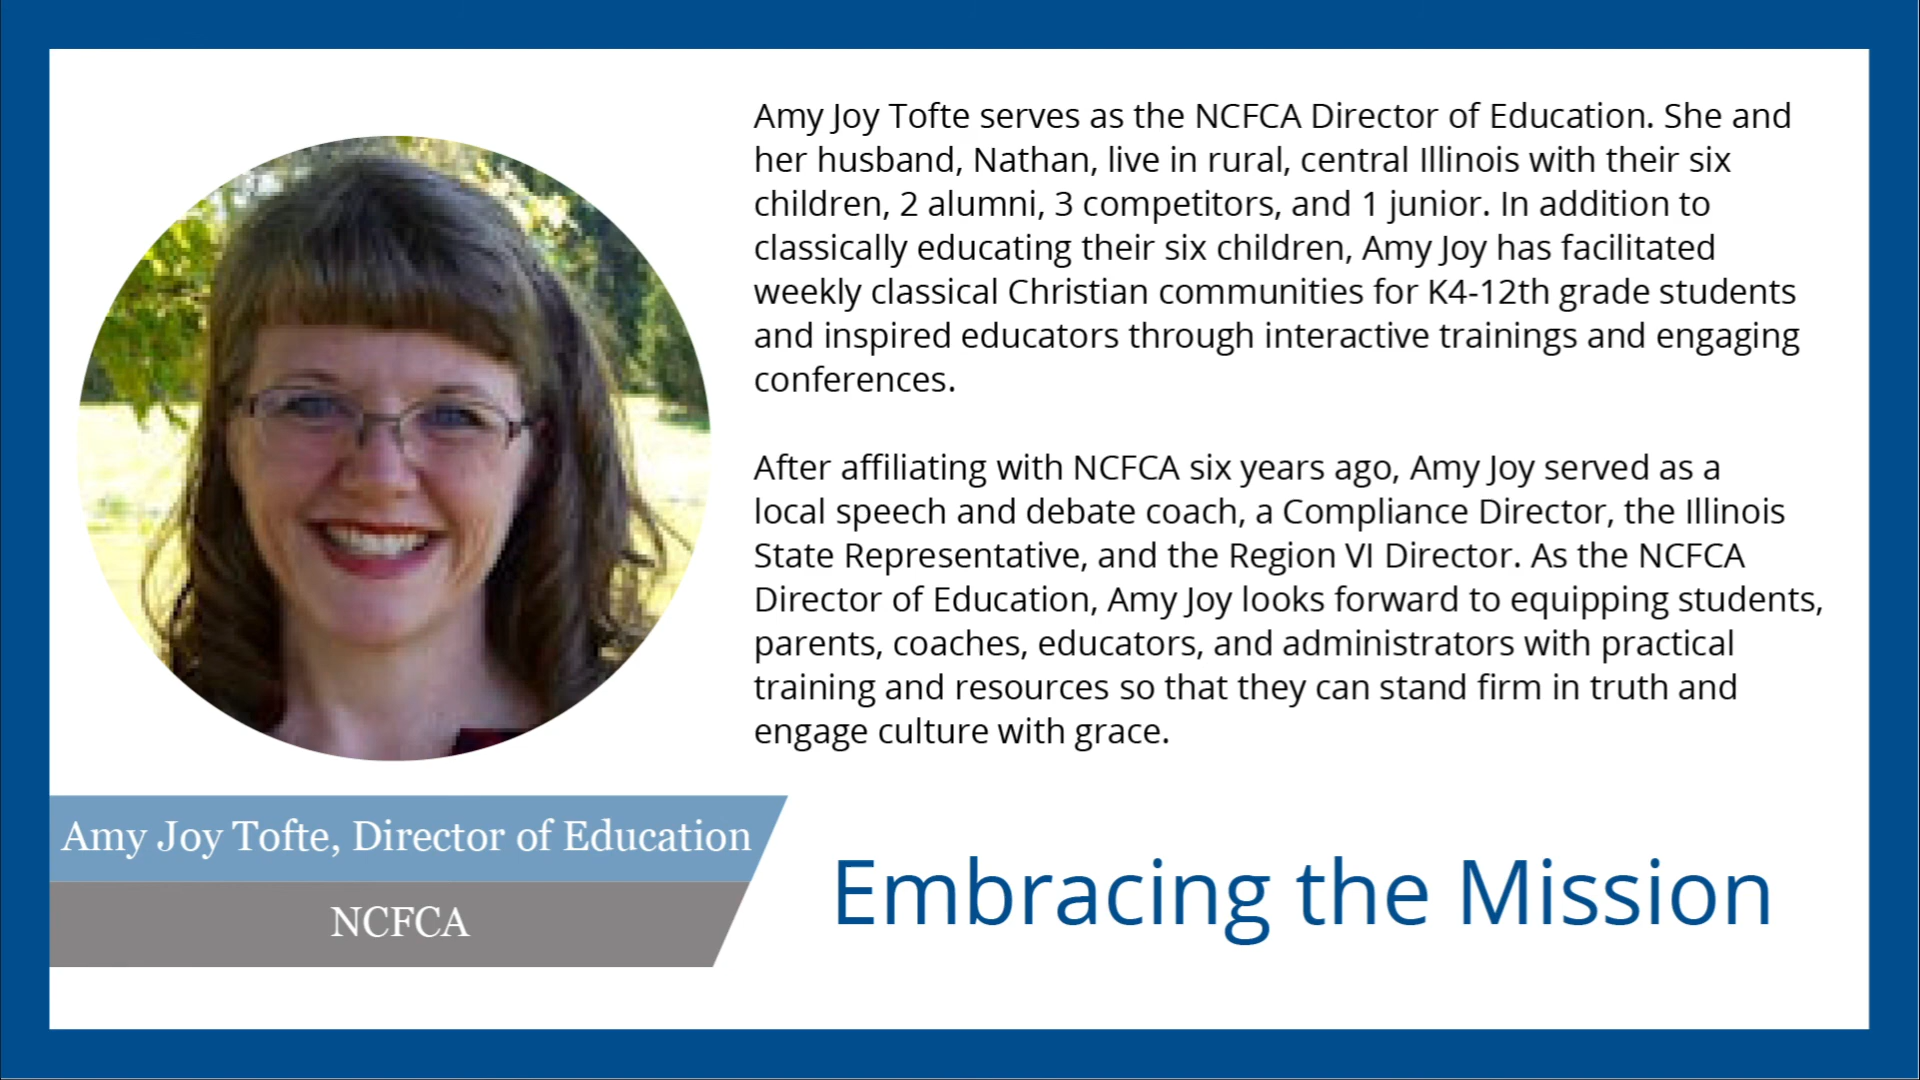 Amy Joy Tofte serves as the NCFCA Director of Education. She and
her husband, Nathan, live in rural, central Illinois with their six
children, 2 alumni, 3 competitors, and 1 junior. In addition to
classically educating their six children, Amy Joy has facilitated
weekly classical Christian communities for K4-12th grade students
and inspired educators through interactive trainings and engaging
conferences.
After affiliating with NCFCA six years ago, Amy Joy served as a
local speech and debate coach, a Compliance Director, the Illinois
State Representative, and the Region VI Director. As the NCFCA
Director of Education, Amy Joy looks forward to equipping students,
parents, coaches, educators, and administrators with practical
training and resources so that they can stand firm in truth and
engage culture with grace.
Amy Joy Tofte, Director of Education
NCFCA
Embracing the Mission